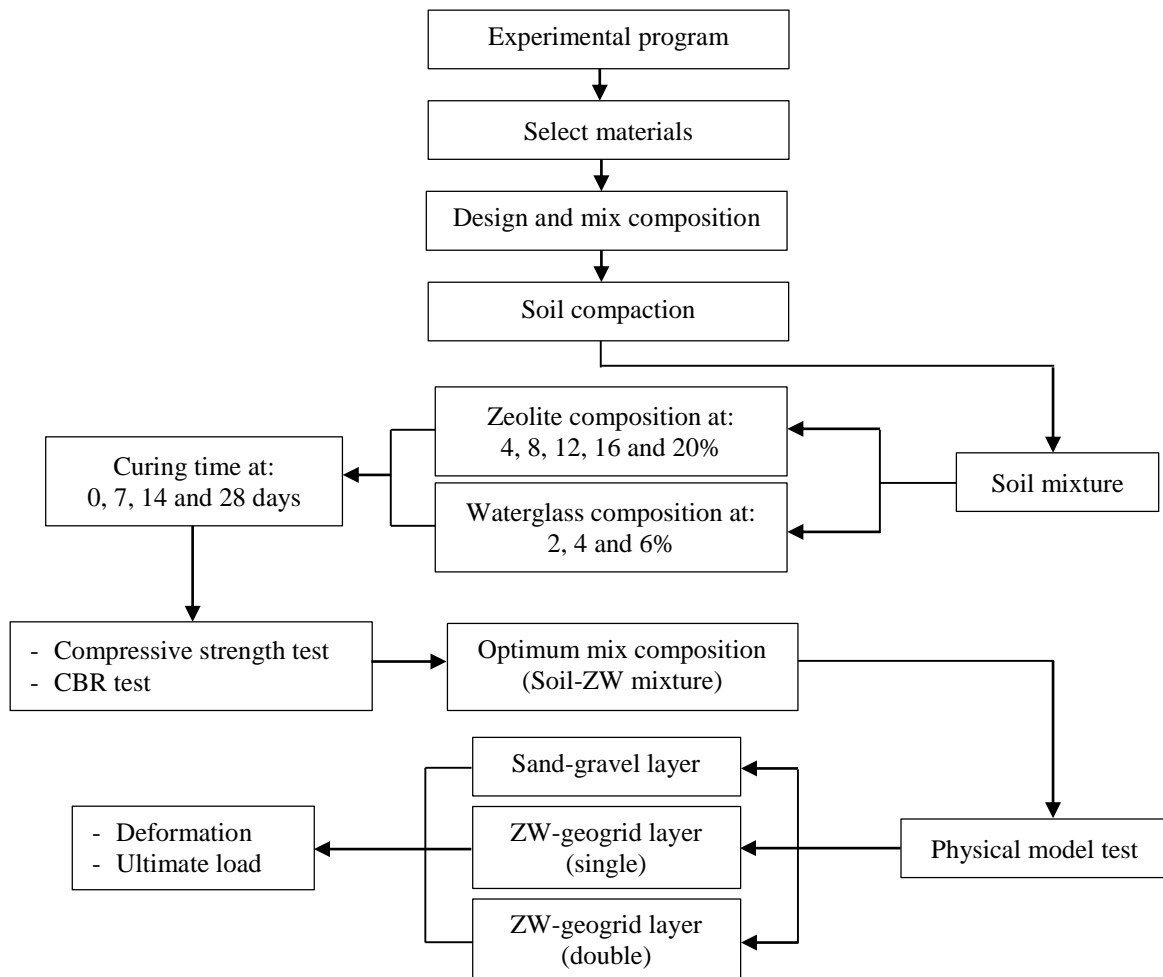 Experimental program
Select materials
Design and mix composition
Soil compaction
Zeolite composition at:
4, 8, 12, 16 and 20%
Curing time at:
0, 7, 14 and 28 days
Soil mixture
Waterglass composition at:
2, 4 and 6%
- Compressive strength test
- CBR test
Optimum mix composition
(Soil-ZW mixture)
Sand-gravel layer
- Deformation
- Ultimate load
ZW-geogrid layer
(single)
Physical model test
ZW-geogrid layer
(double)